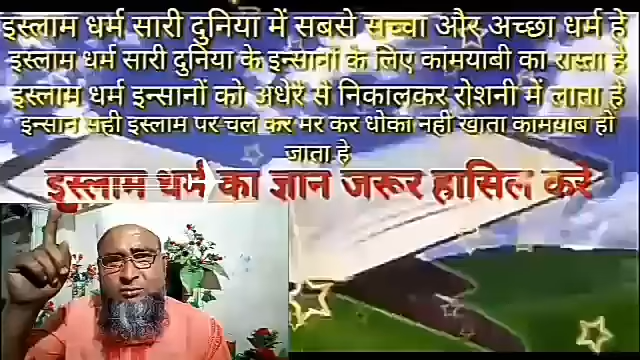 इस्लाम धर्म सारी दुनिया में सबसे सच्चा और अच्छा धर्म है
इस्लाम धर्म सारी दुनिया के इन्सानों के लिए कांमयाबी का रास्ता है
इस्लाम धर्म इन्सानों को अंधेरे से निकालकर रोशनी में लाता है
इन्सान सही इस्लाम पर चल कर मर कर धोका नही खाता कामयाब हो
जाता है
इस्लाम धर्म का ज्ञान जरूर हासिल करे